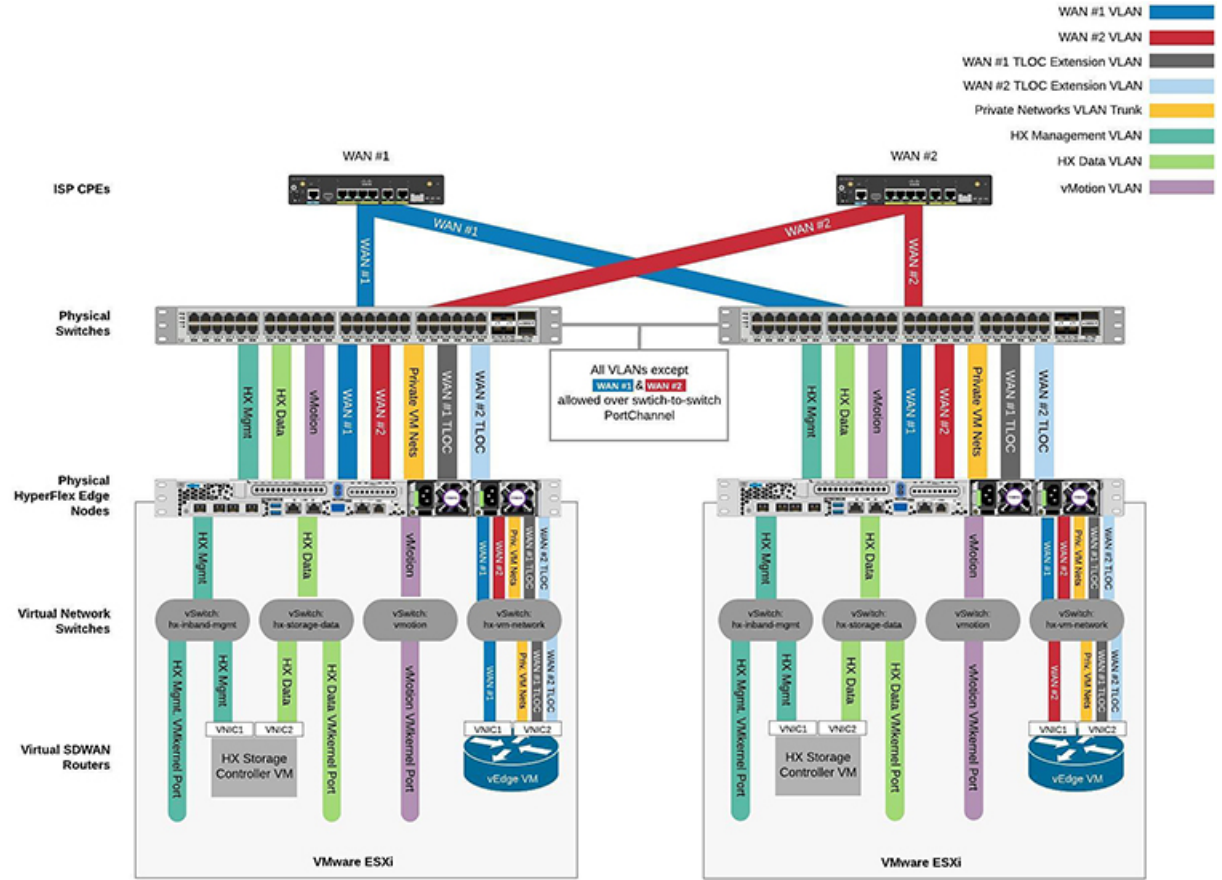 WAN #1 VLAN
WAN #2 VLAN
WAN #1 TLOC Extension VLAN
WAN #2 TLOC Extension VLAN
Private Networks VLAN Trunk
HX Management VLAN
HX Data VLAN
vMotion VLAN
WAN #1
WAN #2
ISP CPEs
WAN #1
WAN #2
WAN #1
WAN #2
Physical
Switches
All VLANs except
WAN #1 & WAN #2
allowed over swtich-to-switch
PortChannel
HX Mgmt
HX Data
vMotion
WAN #1
WAN #2
Private VM Nets
WAN #1 TLOC
WAN #2 TLOC
HX Mgmt
HX Data
vMotion
WAN #1
WAN #2
Private VM Nets
WAN #1 TLOC
WAN #2 TLOC
Physical
HyperFlex Edge
Nodes
HX Mgmt
HX Data
vMotion
WAN #1
WAN #2
Priv. VM Nets
WAN #1 TLOC
WAN #2 TLOC
HX Mgmt
HX Data
vMotion
WAN #1
WAN #2
Priv. VM Nets
WAN #1 TLOC
WAN #2 TLOC
Virtual Network
Switches
vSwitch:
hx-inband-mgmt
vSwitch:
hx-storage-data
vSwitch:
vmotion
vSwitch:
hx-vm-network
vSwitch:
hx-inband-mgmt
vSwitch:
hx-storage-data
vSwitch:
vmotion
vSwitch:
hx-vm-network
HX Mgmt. VMkernel Port
HX Mgmt
HX Data
HX Data VMkernel Port
vMotion VMkernel Port
WAN #1
Priv. VM Nets
WAN #1 TLOC
WAN #2 TLOC
HX Mgmt. VMkernel Port
HX Mgmt
HX Data
HX Data VMkernel Port
vMotion VMkernel Port
WAN #2
Priv. VM Nets
WAN #1 TLOC
WAN #2 TLOC
Virtual SDWAN
Routers
VNIC1
VNIC2
HX Storage
Controller VM
VNIC1
VNIC2
vEdge VM
VNIC1
VNIC2
HX Storage
Controller VM
VNIC1
VNIC2
vEdge VM
VMware ESXi
VMware ESXi